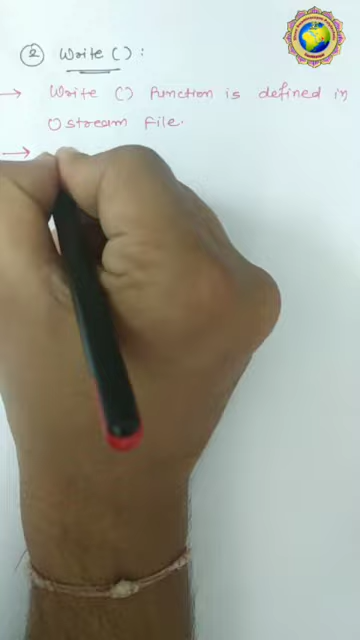 ② Write () :
→ Write () function is defined in
Ostream file.
→